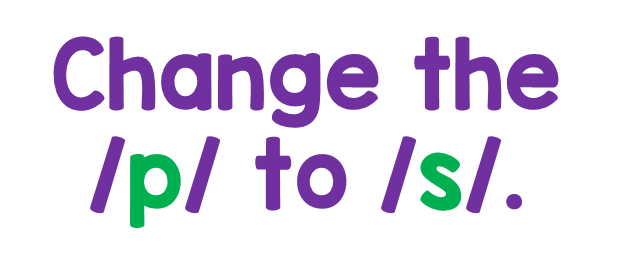 Change the
/p/ to /s/.